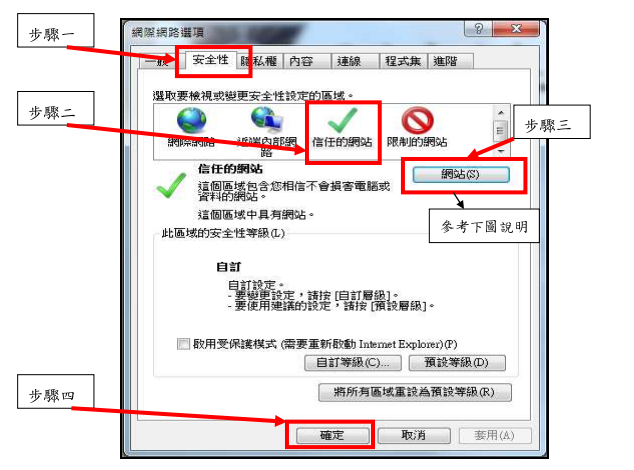 步驟一
網際網路選項
一般 安全性 隱私權 內容 連線 程式集 進階
步驟二
選取要檢視或變更安全性設定的區域。
網際網路 近端內部網路 信任的網站 限制的網站
步驟三
信任的網站
網站(S)
這個區域包含您相信不會損害電腦或
資料的網站。
這個區域中具有網站。
參考下圖說明
此區域的安全性等級(L)
自訂
自訂設定。
- 要變更設定，請按 [自訂層級]。
- 要使用建議的設定，請按 [預設層級]。
啟用受保護模式 (需要重新啟動 Internet Explorer)(P)
自訂等級(C)... 預設等級(D)
將所有區域重設為預設等級(R)
步驟四
確定 取消 套用(A)